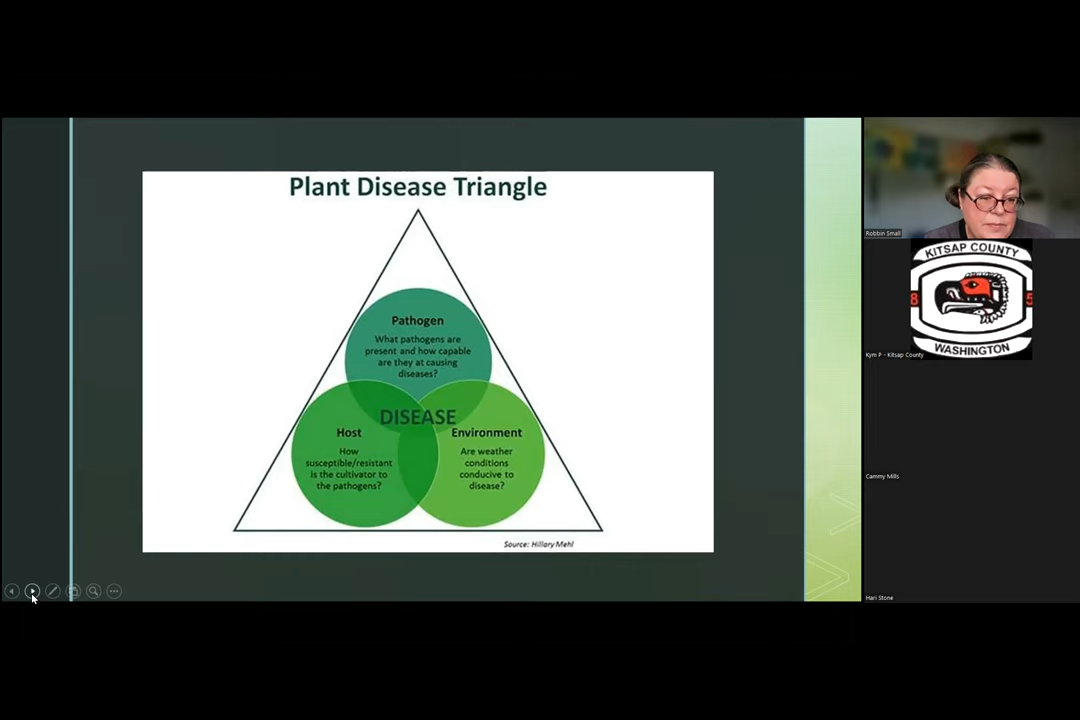 Plant Disease Triangle
Pathogen
What pathogens are
present and how capable
are they at causing
diseases?
DISEASE
Host
How
susceptible/resistant
is the cultivator to
the pathogens?
Environment
Are weather
conditions
conducive to
disease?
Source: Hillary Mehl
Robbin Small
KITSAP COUNTY
8 5
WASHINGTON
Kym P - Kitsap County
Cammy Mills
Hari Stone